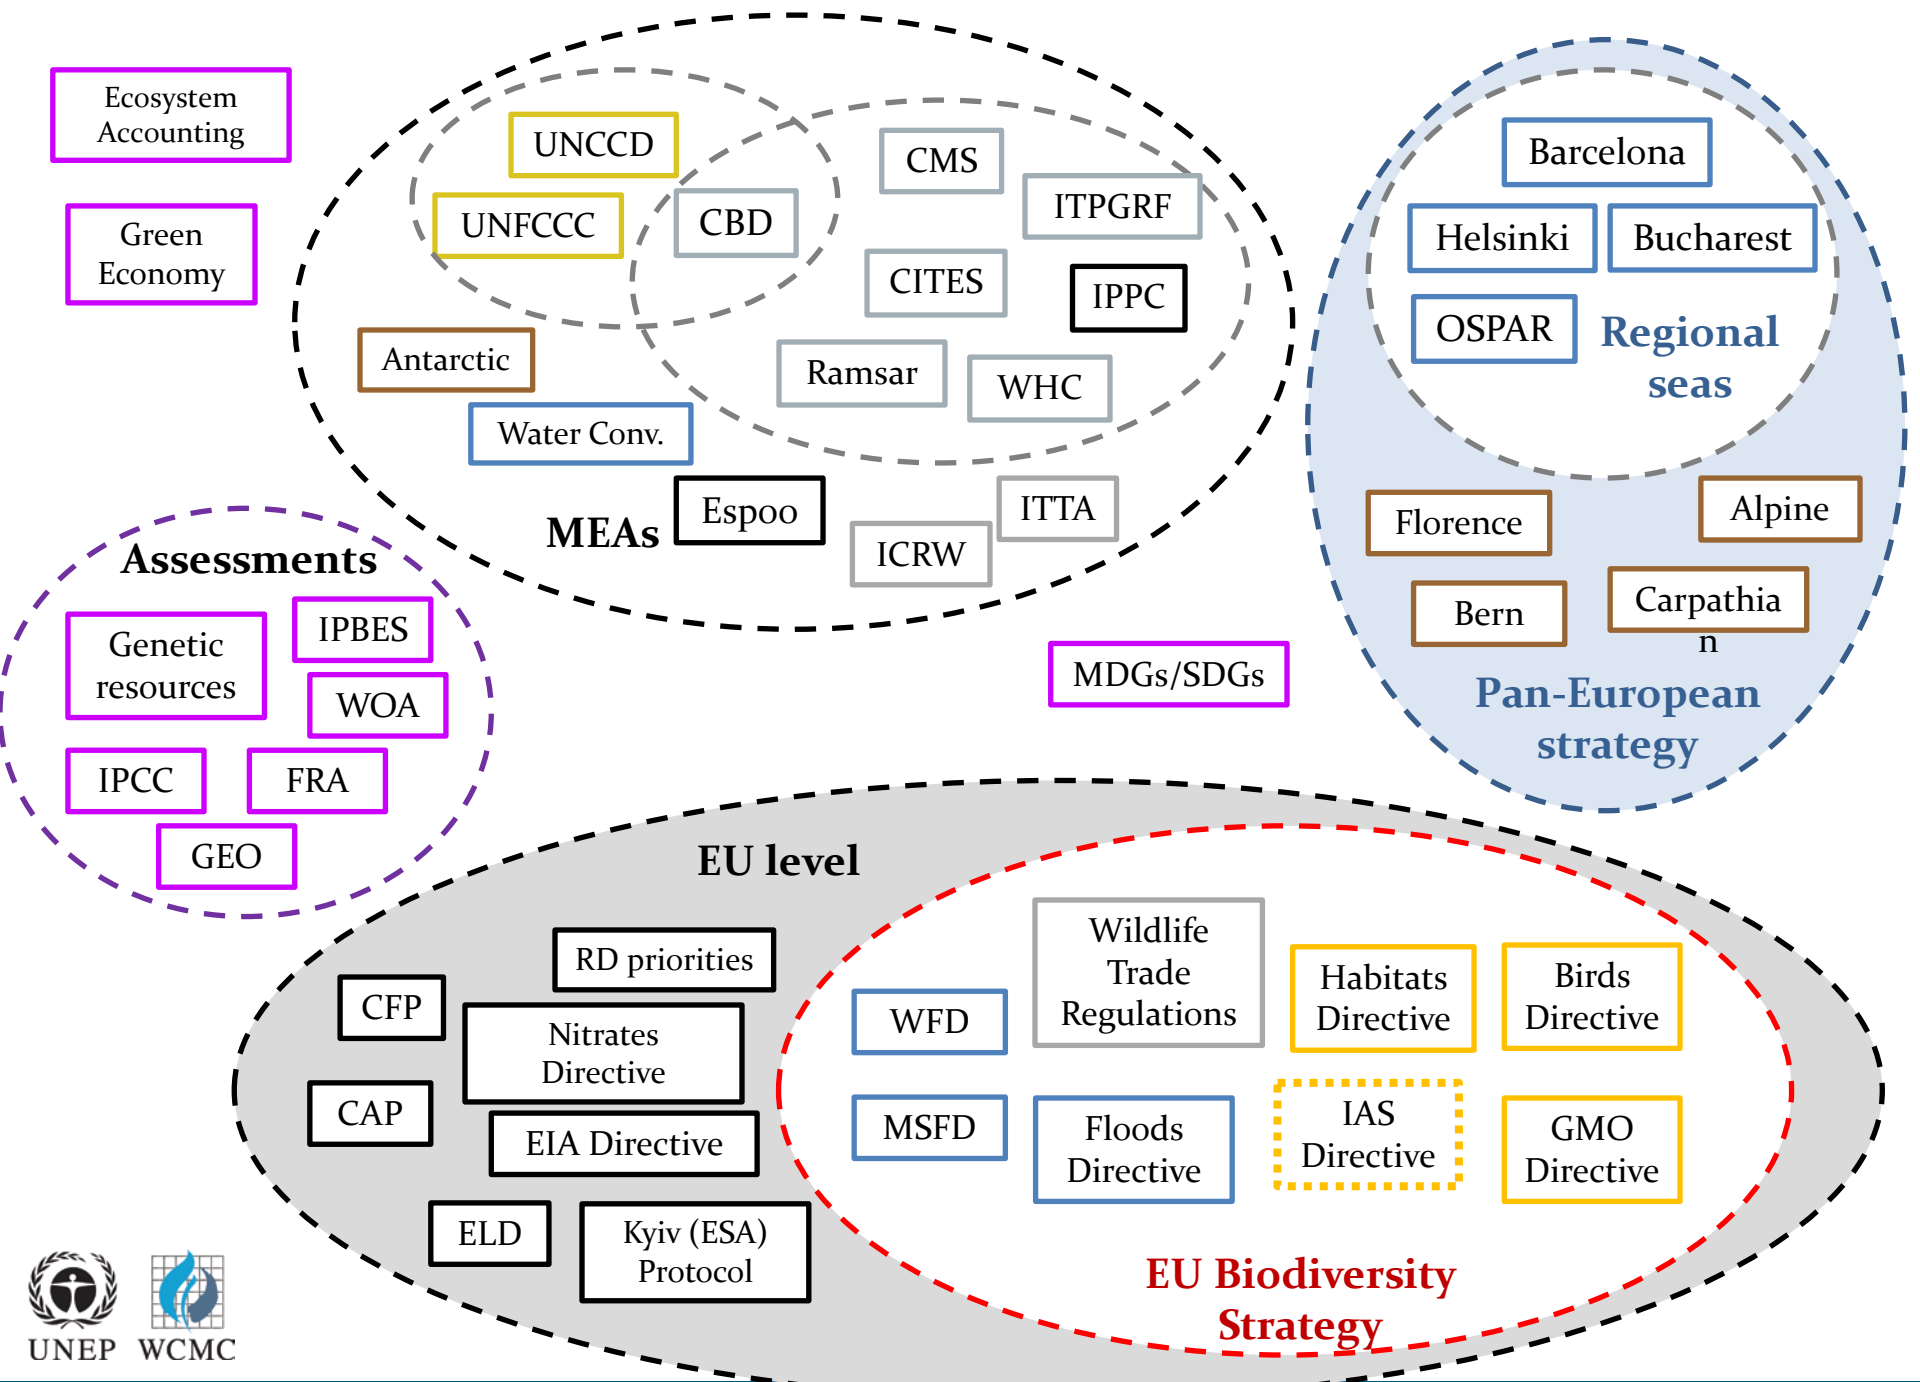 Ecosystem
Accounting
Green
Economy
UNCCD
UNFCCC
CBD
CMS
ITPGRF
CITES
IPPC
Ramsar
WHC
Antarctic
Water Conv.
MEAs
Espoo
ITTA
ICRW
Barcelona
Helsinki
Bucharest
OSPAR
Regional
seas
Florence
Alpine
Bern
Carpathia
n
Pan-European
strategy
Assessments
Genetic
resources
IPBES
WOA
IPCC
FRA
GEO
MDGs/SDGs
EU level
RD priorities
CFP
Nitrates
Directive
CAP
EIA Directive
ELD
Kyiv (ESA)
Protocol
WFD
Wildlife
Trade
Regulations
Habitats
Directive
Birds
Directive
MSFD
Floods
Directive
IAS
Directive
GMO
Directive
EU Biodiversity
Strategy
UNEP WCMC